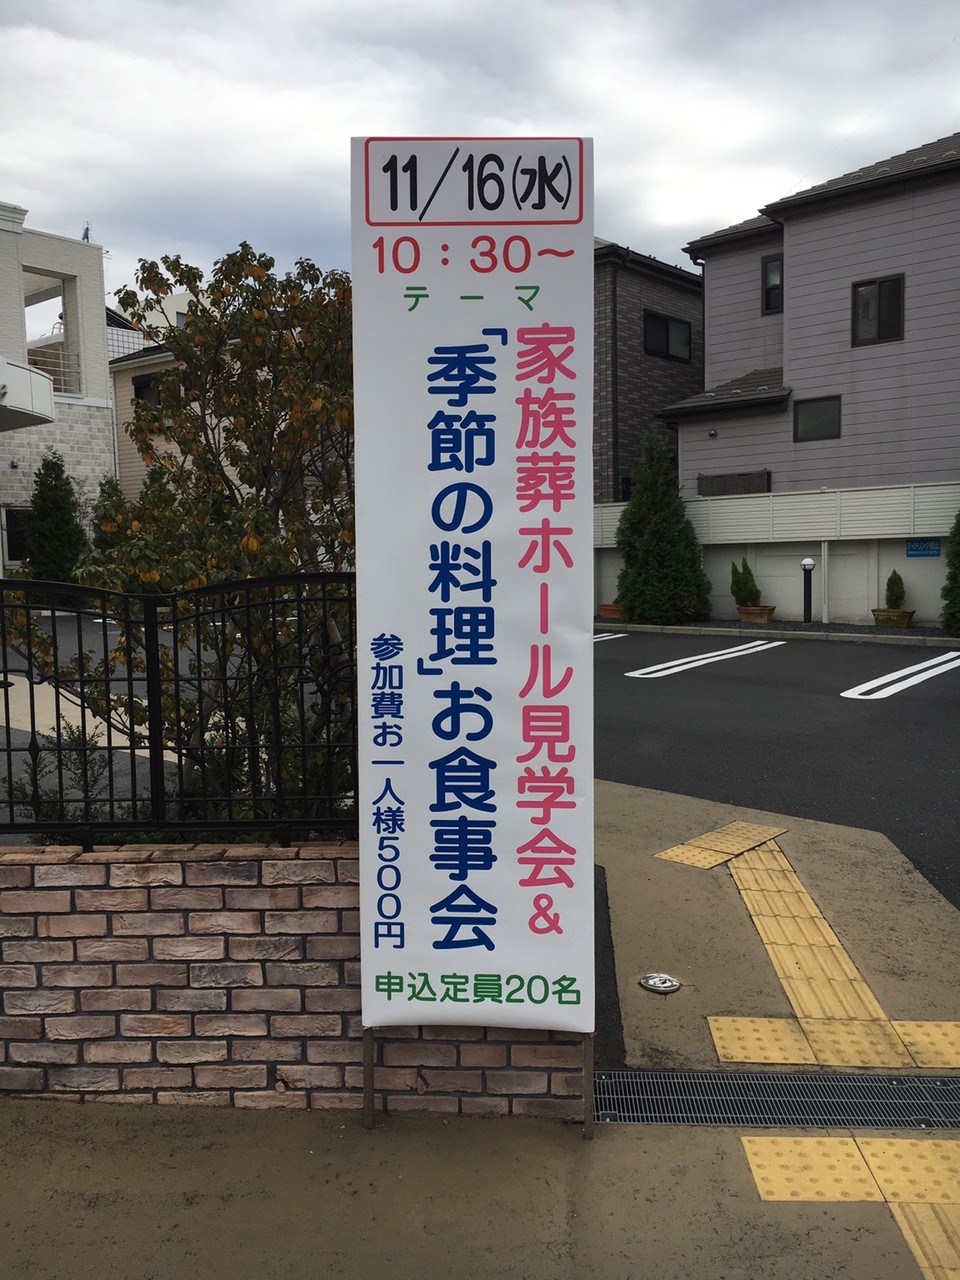 11/16(水)
10:30~
テーマ
家族葬ホール見学会&
「季節の料理」お食事会
参加費お一人様500円
申込定員20名